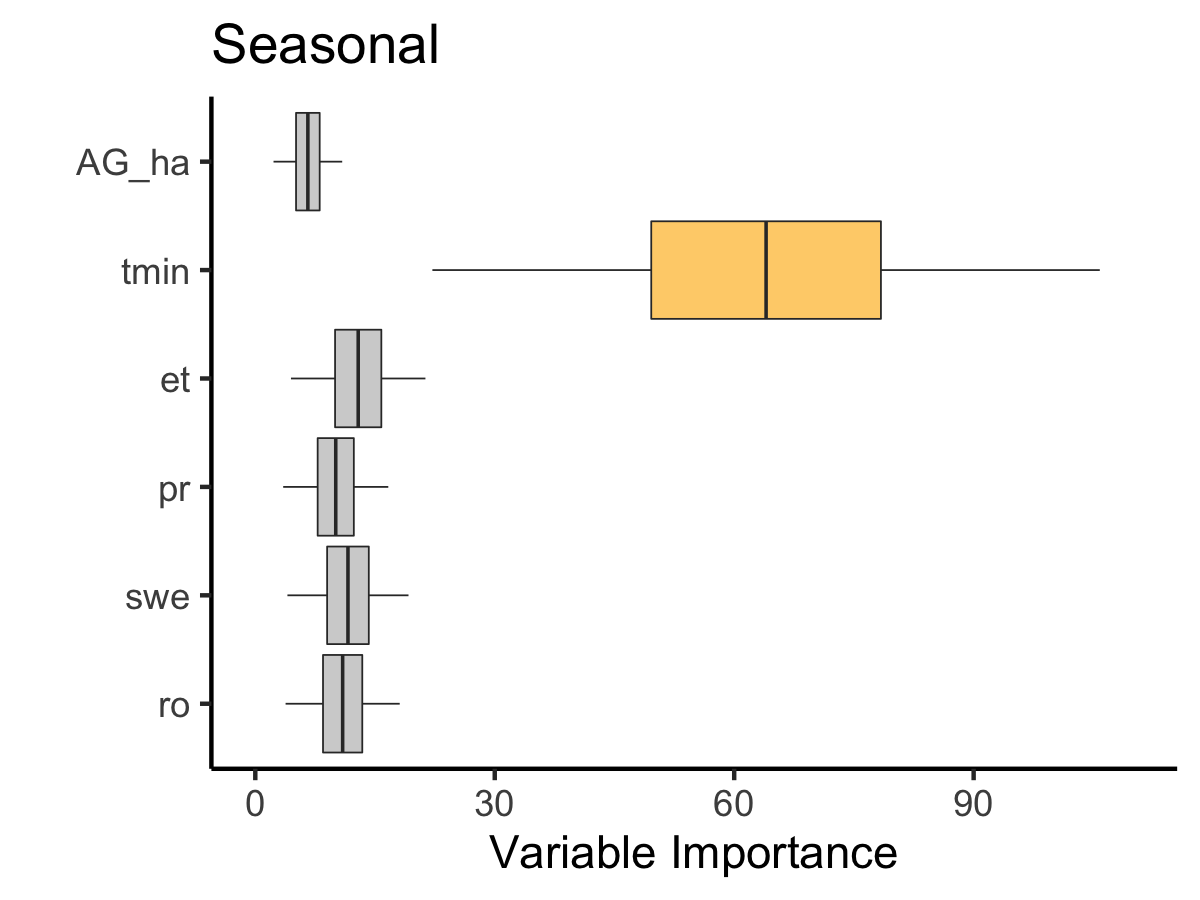 Seasonal
AG_ha
tmin
et
pr
swe
ro
0 30 60 90
Variable Importance